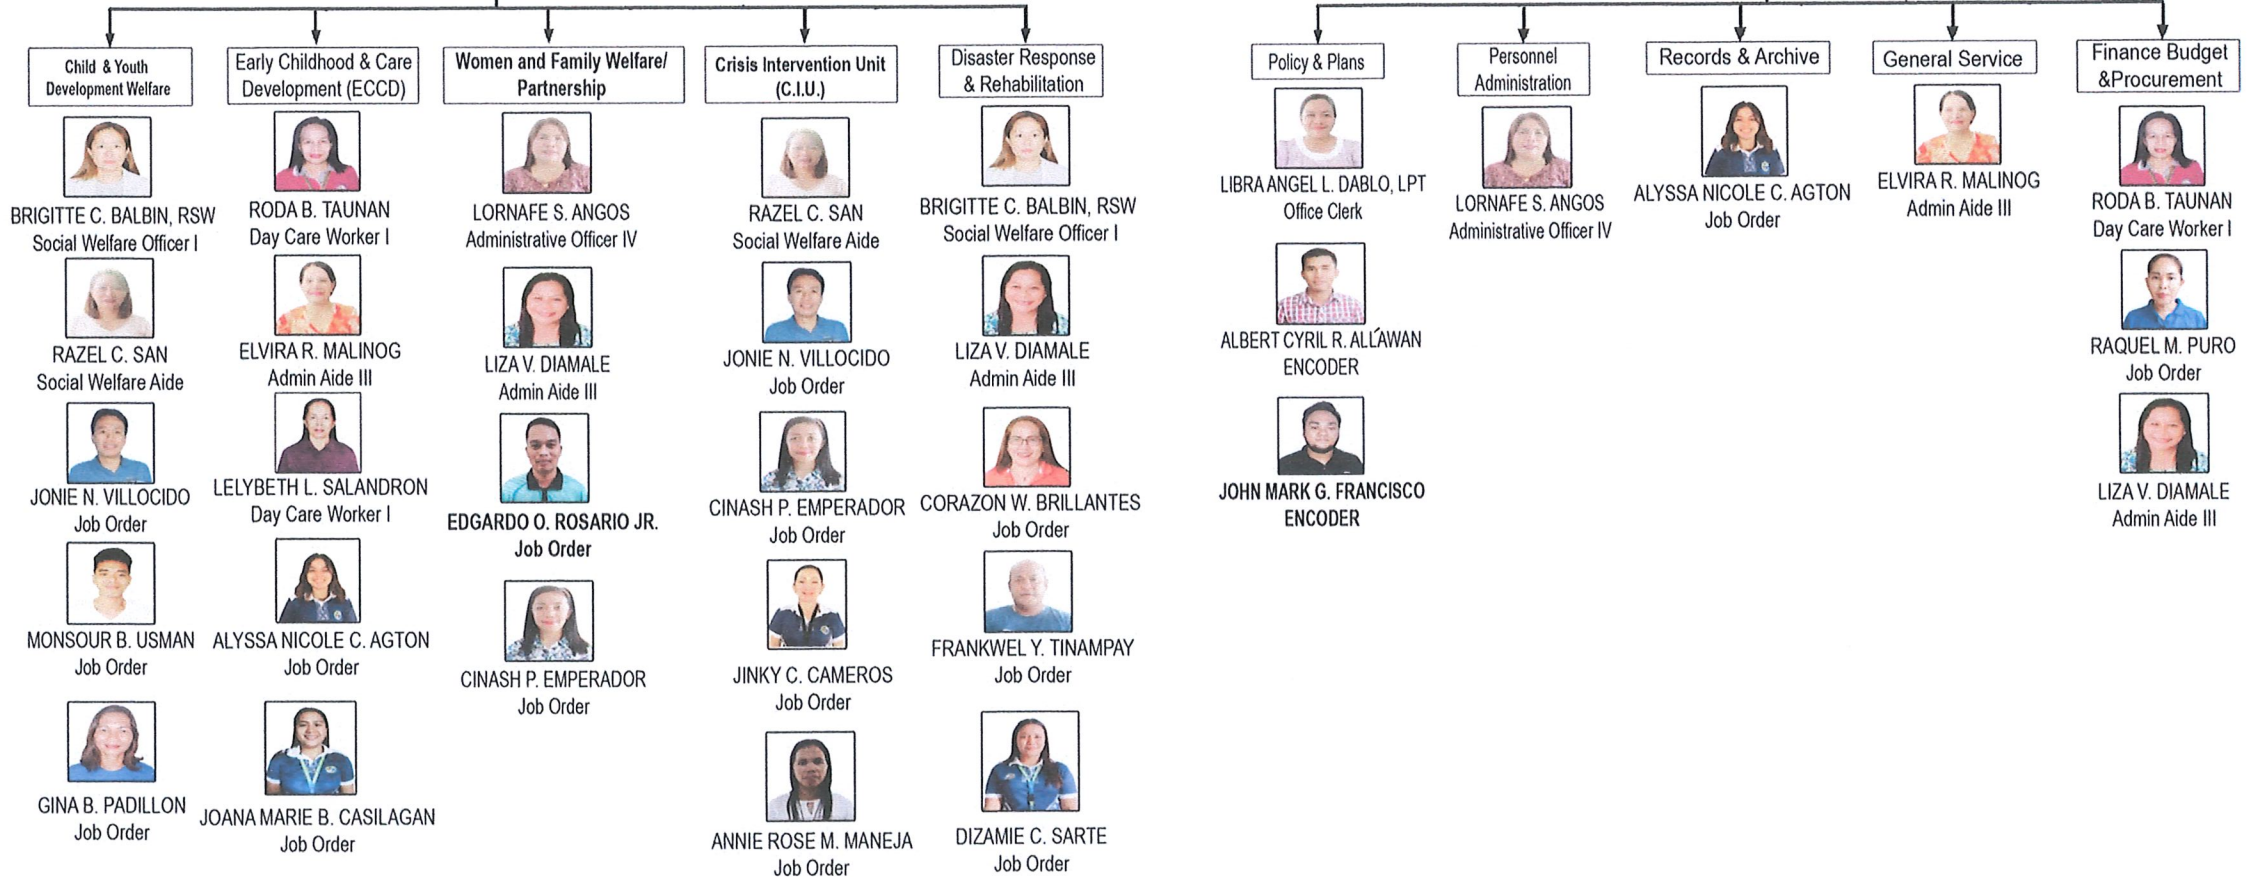 Child & Youth
Development Welfare
BRIGITTE C. BALBIN, RSW
Social Welfare Officer I
RAZEL C. SAN
Social Welfare Aide
JONIE N. VILLOCIDO
Job Order
MONSOUR B. USMAN
Job Order
GINA B. PADILLON
Job Order
Early Childhood & Care
Development (ECCD)
RODA B. TAUNAN
Day Care Worker I
ELVIRA R. MALINOG
Admin Aide III
LELYBETH L. SALANDRON
Day Care Worker I
ALYSSA NICOLE C. AGTON
Job Order
JOANA MARIE B. CASILAGAN
Job Order
Women and Family Welfare/
Partnership
LORNAFE S. ANGOS
Administrative Officer IV
LIZA V. DIAMALE
Admin Aide III
EDGARDO O. ROSARIO JR.
Job Order
CINASH P. EMPERADOR
Job Order
Crisis Intervention Unit
(C.I.U.)
RAZEL C. SAN
Social Welfare Aide
JONIE N. VILLOCIDO
Job Order
CINASH P. EMPERADOR
Job Order
JINKY C. CAMEROS
Job Order
ANNIE ROSE M. MANEJA
Job Order
Disaster Response
& Rehabilitation
BRIGITTE C. BALBIN, RSW
Social Welfare Officer I
LIZA V. DIAMALE
Admin Aide III
CORAZON W. BRILLANTES
Job Order
FRANKWEL Y. TINAMPAY
Job Order
DIZAMIE C. SARTE
Job Order
Policy & Plans
LIBRA ANGEL L. DABLO, LPT
Office Clerk
ALBERT CYRIL R. ALLÁWAN
ENCODER
JOHN MARK G. FRANCISCO
ENCODER
Personnel
Administration
LORNAFE S. ANGOS
Administrative Officer IV
Records & Archive
ALYSSA NICOLE C. AGTON
Job Order
General Service
ELVIRA R. MALINOG
Admin Aide III
Finance Budget
&Procurement
RODA B. TAUNAN
Day Care Worker I
RAQUEL M. PURO
Job Order
LIZA V. DIAMALE
Admin Aide III